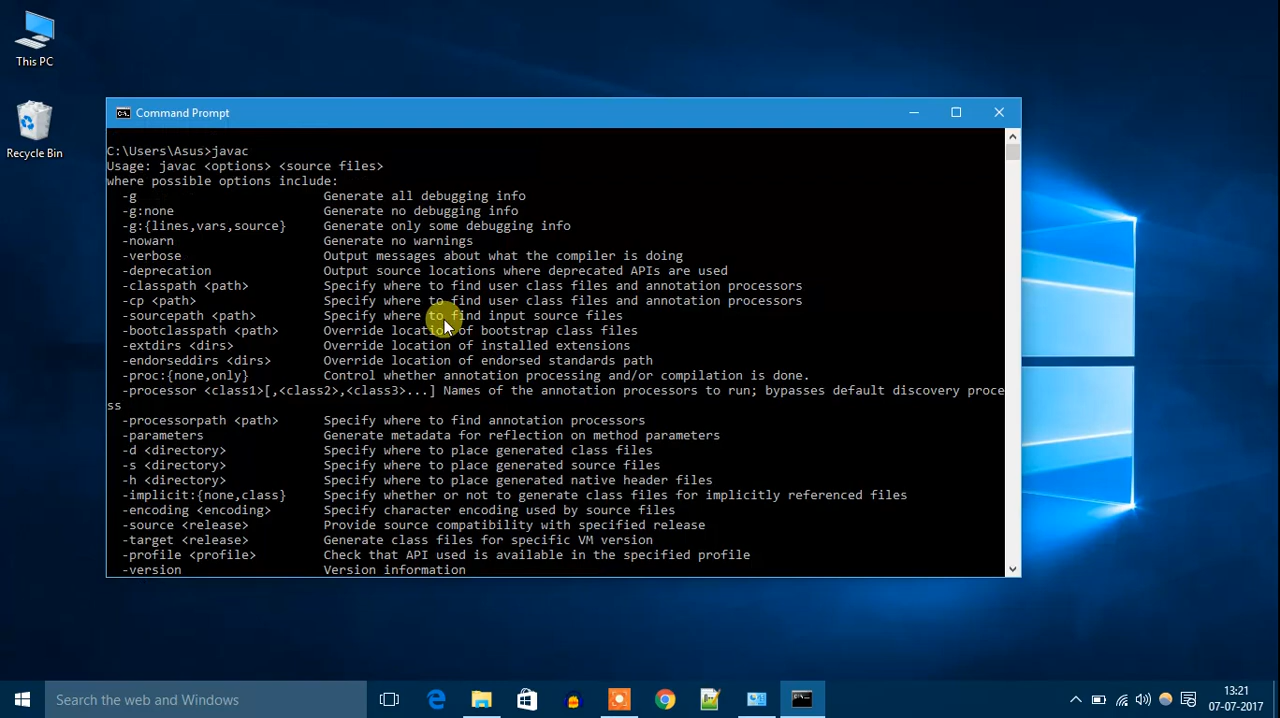 This PC
Recycle Bin
Command Prompt
C:\Users\Asus>javac
Usage: javac <options> <source files>
where possible options include:
  -g                         Generate all debugging info
  -g:none                    Generate no debugging info
  -g:{lines,vars,source}     Generate only some debugging info
  -nowarn                    Generate no warnings
  -verbose                   Output messages about what the compiler is doing
  -deprecation               Output source locations where deprecated APIs are used
  -classpath <path>          Specify where to find user class files and annotation processors
  -cp <path>                 Specify where to find user class files and annotation processors
  -sourcepath <path>         Specify where to find input source files
  -bootclasspath <path>      Override location of bootstrap class files
  -extdirs <dirs>            Override location of installed extensions
  -endorseddirs <dirs>       Override location of endorsed standards path
  -proc:{none,only}          Control whether annotation processing and/or compilation is done.
  -processor <class1>[,<class2>,<class3>...] Names of the annotation processors to run; bypasses default discovery proce
ss
  -processorpath <path>      Specify where to find annotation processors
  -parameters                Generate metadata for reflection on method parameters
  -d <directory>             Specify where to place generated class files
  -s <directory>             Specify where to place generated source files
  -h <directory>             Specify where to place generated native header files
  -implicit:{none,class}     Specify whether or not to generate class files for implicitly referenced files
  -encoding <encoding>       Specify character encoding used by source files
  -source <release>          Provide source compatibility with specified release
  -target <release>          Generate class files for specific VM version
  -profile <profile>         Check that API used is available in the specified profile
  -version                   Version information
Search the web and Windows
13:21
07-07-2017